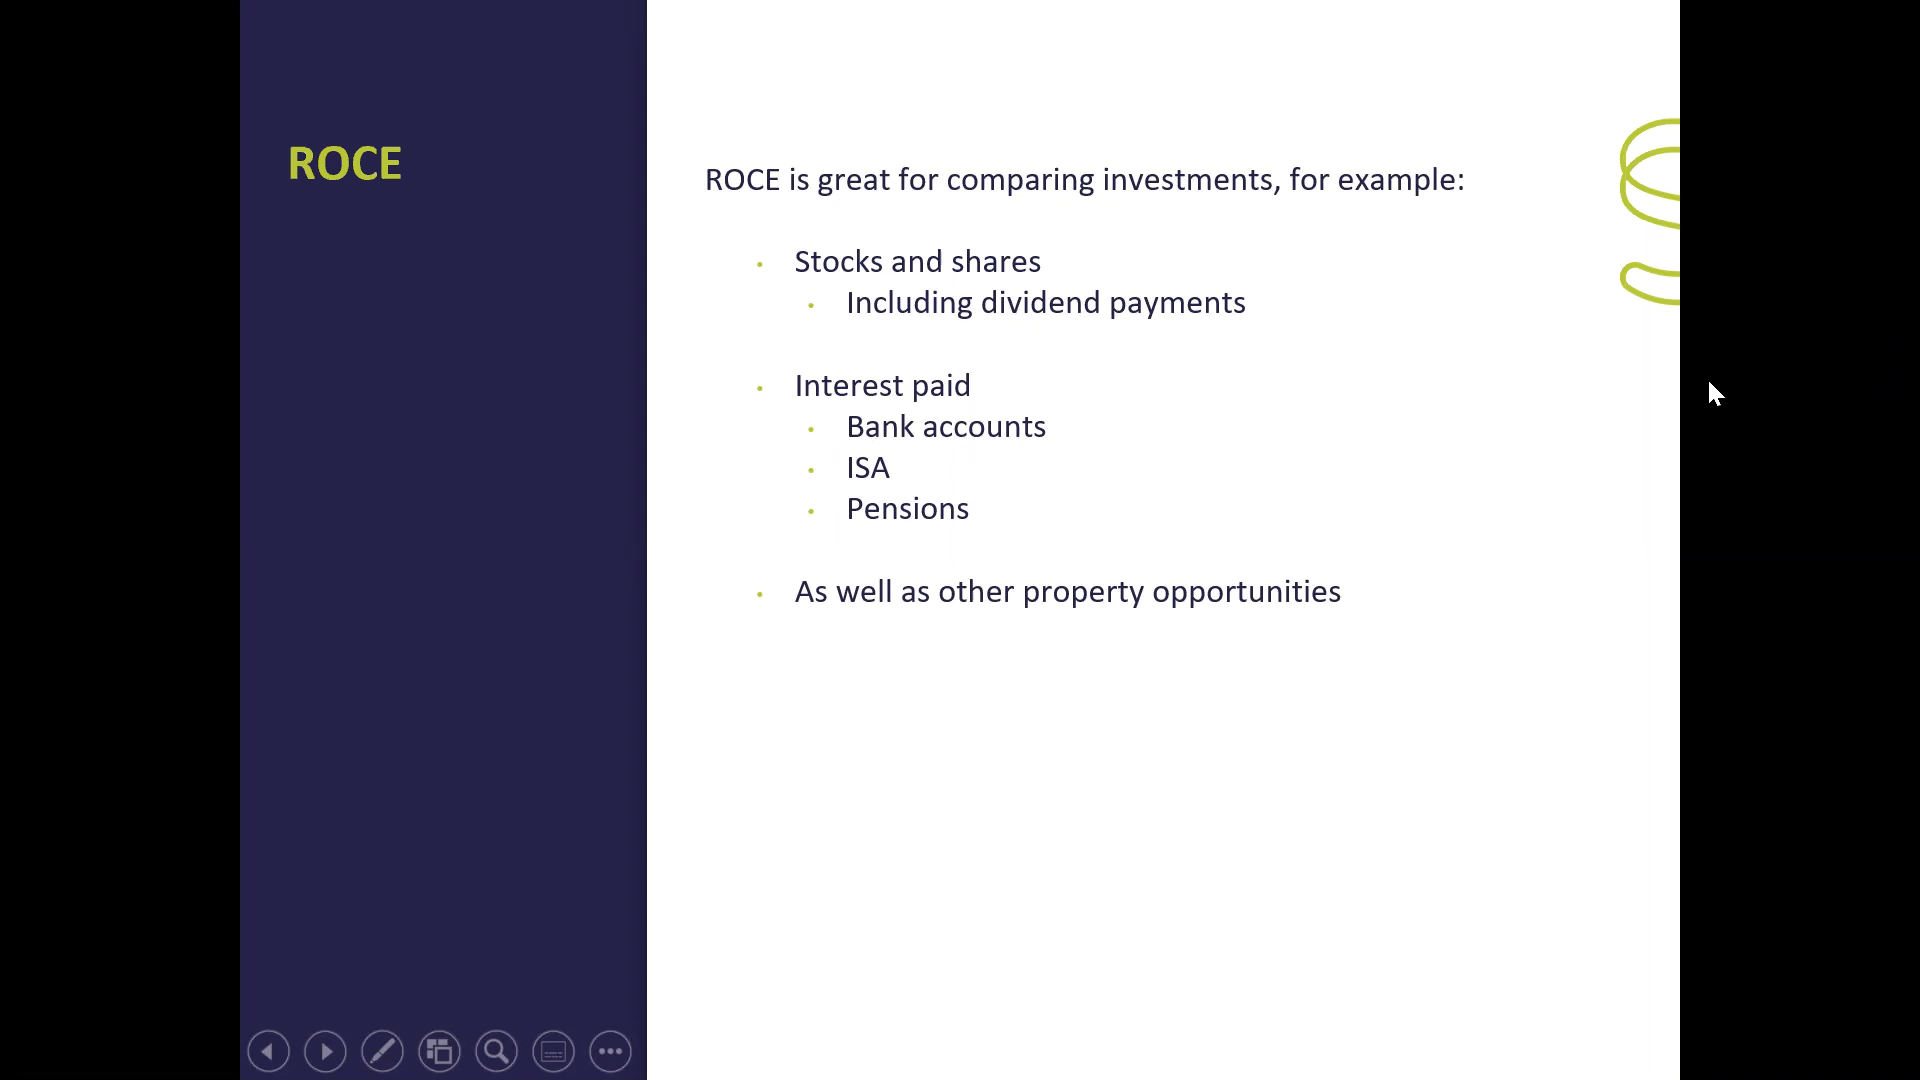 ROCE
ROCE is great for comparing investments, for example:
• Stocks and shares
• Including dividend payments
• Interest paid
• Bank accounts
• ISA
• Pensions
• As well as other property opportunities